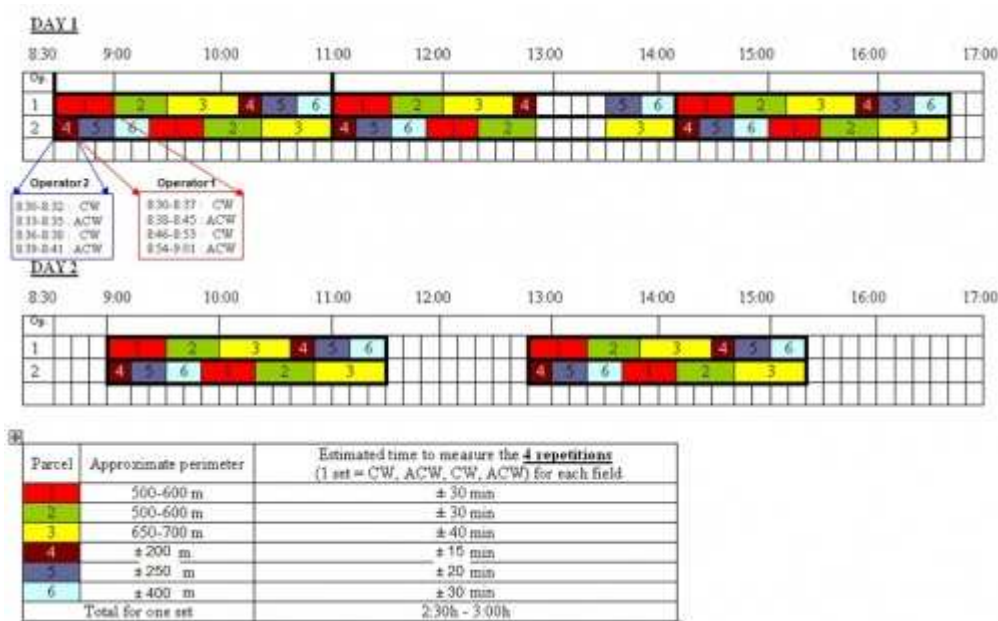 DAY 1
8:30 9:00 10:00 11:00 12:00 13:00 14:00 15:00 16:00 17:00
Op.
1 1 2 3 4 5 6 1 2 3 4 5 6 1 2 3 4 5 6
2 4 5 6 1 2 3 4 5 6 1 2 3 4 5 6 1 2 3
Operator 2 Operator 1
8:30-8:32 CW 8:30-8:37 CW
8:33-8:35 ACW 8:38-8:45 ACW
8:36-8:38 CW 8:46-8:53 CW
8:39-8:41 ACW 8:54-9:01 ACW
DAY 2
8:30 9:00 10:00 11:00 12:00 13:00 14:00 15:00 16:00 17:00
Op.
1 1 2 3 4 5 6 1 2 3 4 5 6
2 4 5 6 1 2 3 4 5 6 1 2 3
Parcel Approximate perimeter Estimated time to measure the 4 repetitions
(1 set = CW, ACW, CW, ACW) for each field
1 500-600 m ± 30 min
2 500-600 m ± 30 min
3 650-700 m ± 40 min
4 ± 200 m ± 15 min
5 ± 250 m ± 20 min
6 ± 400 m ± 30 min
Total for one set 2:30h - 3:00h